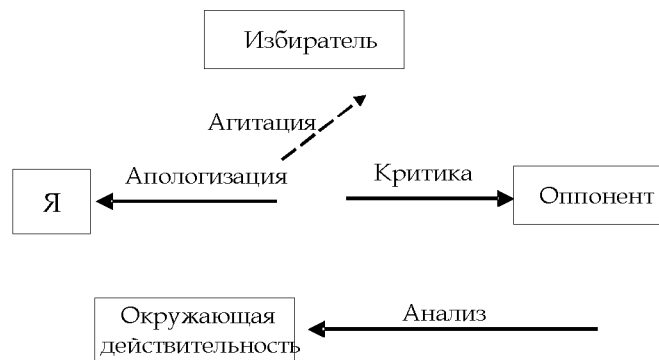 Избиратель
Агитация
Апологизация
Критика
Я
Оппонент
Окружающая
действительность
Анализ